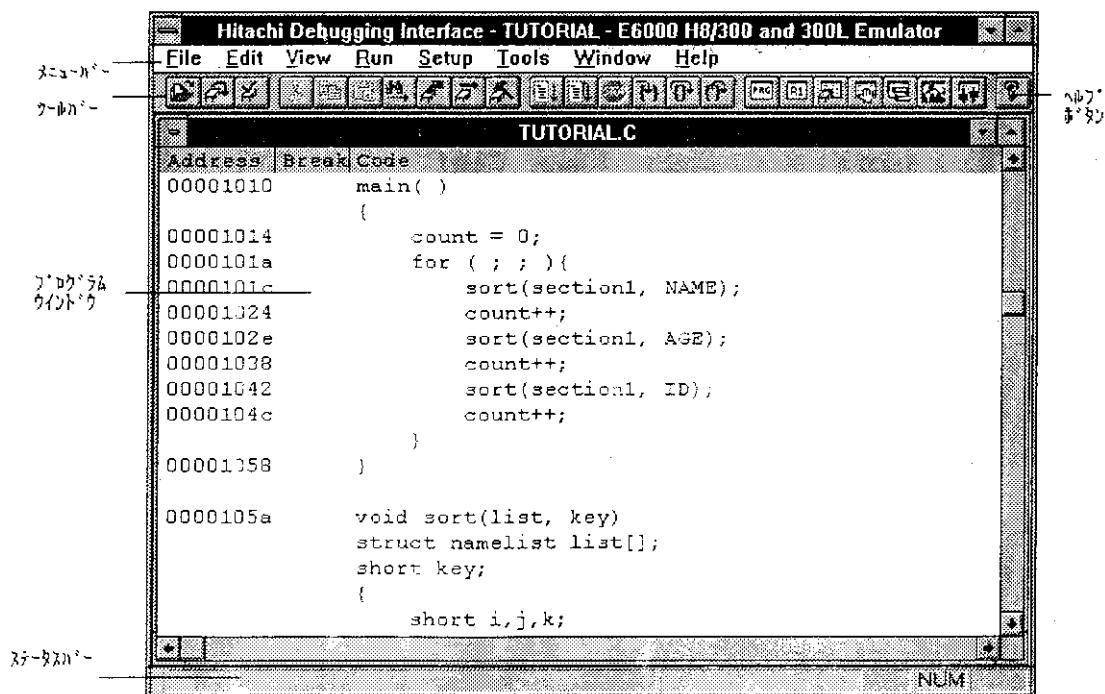 Hitachi Debugging Interface - TUTORIAL - E6000 H8/300 and 300L Emulator
File Edit View Run Setup Tools Window Help
ﾒﾆｭｰﾊﾞｰ
ﾂｰﾙﾊﾞｰ
ﾍﾙﾌﾟ
ﾎﾞﾀﾝ
TUTORIAL.C
Address Break Code
00001010 main( )
{
00001014 count = 0;
0000101a for ( ; ; ){
ﾌﾟﾛｸﾞﾗﾑ
ｳｲﾝﾄﾞｳ
0000101c sort(section1, NAME);
00001024 count++;
0000102e sort(section1, AGE);
00001038 count++;
00001042 sort(section1, ID);
0000104c count++;
}
00001058 }
0000105a void sort(list, key)
struct namelist list[];
short key;
{
short i,j,k;
ｽﾃｰﾀｽﾊﾞｰ
NUM